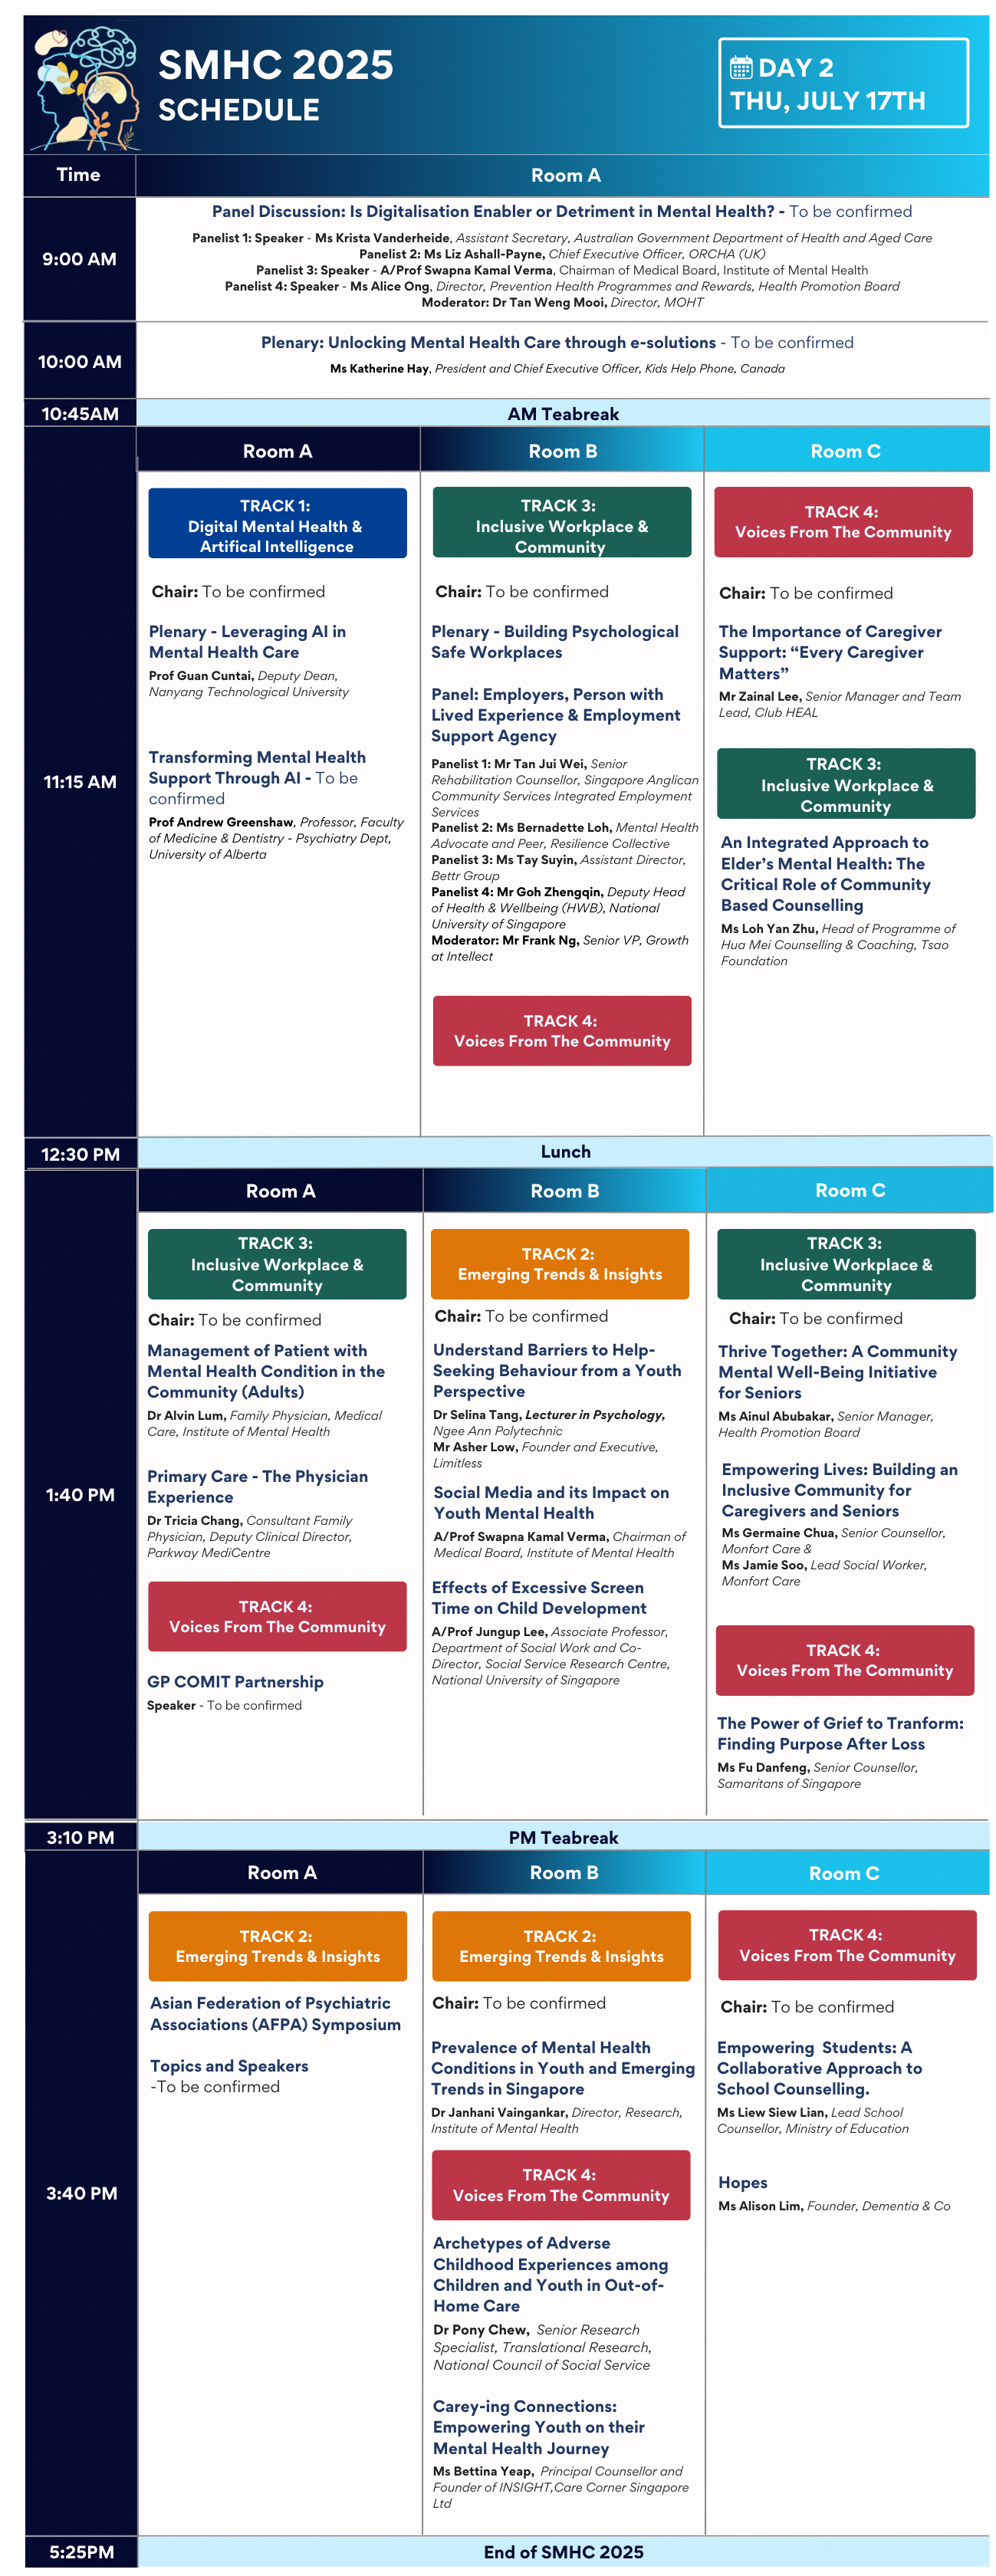 SMHC 2025
SCHEDULE
DAY 2
THU, JULY 17TH
Time
Room A
9:00 AM
Panel Discussion: Is Digitalisation Enabler or Detriment in Mental Health? - To be confirmed
Panelist 1: Speaker - Ms Krista Vanderheide, Assistant Secretary, Australian Government Department of Health and Aged Care
Panelist 2: Ms Liz Ashall-Payne, Chief Executive Officer, ORCHA (UK)
Panelist 3: Speaker - A/Prof Swapna Kamal Verma, Chairman of Medical Board, Institute of Mental Health
Panelist 4: Speaker - Ms Alice Ong, Director, Prevention Health Programmes and Rewards, Health Promotion Board
Moderator: Dr Tan Weng Mooi, Director, MOHT
10:00 AM
Plenary: Unlocking Mental Health Care through e-solutions - To be confirmed
Ms Katherine Hay, President and Chief Executive Officer, Kids Help Phone, Canada
10:45AM
AM Teabreak
11:15 AM
Room A
TRACK 1:
Digital Mental Health &
Artifical Intelligence
Chair: To be confirmed
Plenary - Leveraging AI in
Mental Health Care
Prof Guan Cuntai, Deputy Dean,
Nanyang Technological University
Transforming Mental Health
Support Through AI - To be
confirmed
Prof Andrew Greenshaw, Professor, Faculty
of Medicine & Dentistry - Psychiatry Dept,
University of Alberta
Room B
TRACK 3:
Inclusive Workplace &
Community
Chair: To be confirmed
Plenary - Building Psychological
Safe Workplaces
Panel: Employers, Person with
Lived Experience & Employment
Support Agency
Panelist 1: Mr Tan Jui Wei, Senior
Rehabilitation Counsellor, Singapore Anglican
Community Services Integrated Employment
Services
Panelist 2: Ms Bernadette Loh, Mental Health
Advocate and Peer, Resilience Collective
Panelist 3: Ms Tay Suyin, Assistant Director,
Bettr Group
Panelist 4: Mr Goh Zhengqin, Deputy Head
of Health & Wellbeing (HWB), National
University of Singapore
Moderator: Mr Frank Ng, Senior VP, Growth
at Intellect
TRACK 4:
Voices From The Community
Room C
TRACK 4:
Voices From The Community
Chair: To be confirmed
The Importance of Caregiver
Support: “Every Caregiver
Matters”
Mr Zainal Lee, Senior Manager and Team
Lead, Club HEAL
TRACK 3:
Inclusive Workplace &
Community
An Integrated Approach to
Elder’s Mental Health: The
Critical Role of Community
Based Counselling
Ms Loh Yan Zhu, Head of Programme of
Hua Mei Counselling & Coaching, Tsao
Foundation
12:30 PM
Lunch
1:40 PM
Room A
TRACK 3:
Inclusive Workplace &
Community
Chair: To be confirmed
Management of Patient with
Mental Health Condition in the
Community (Adults)
Dr Alvin Lum, Family Physician, Medical
Care, Institute of Mental Health
Primary Care - The Physician
Experience
Dr Tricia Chang, Consultant Family
Physician, Deputy Clinical Director,
Parkway MediCentre
TRACK 4:
Voices From The Community
GP COMIT Partnership
Speaker - To be confirmed
Room B
TRACK 2:
Emerging Trends & Insights
Chair: To be confirmed
Understand Barriers to Help-
Seeking Behaviour from a Youth
Perspective
Dr Selina Tang, Lecturer in Psychology,
Ngee Ann Polytechnic
Mr Asher Low, Founder and Executive,
Limitless
Social Media and its Impact on
Youth Mental Health
A/Prof Swapna Kamal Verma, Chairman of
Medical Board, Institute of Mental Health
Effects of Excessive Screen
Time on Child Development
A/Prof Jungup Lee, Associate Professor,
Department of Social Work and Co-
Director, Social Service Research Centre,
National University of Singapore
Room C
TRACK 3:
Inclusive Workplace &
Community
Chair: To be confirmed
Thrive Together: A Community
Mental Well-Being Initiative
for Seniors
Ms Ainul Abubakar, Senior Manager,
Health Promotion Board
Empowering Lives: Building an
Inclusive Community for
Caregivers and Seniors
Ms Germaine Chua, Senior Counsellor,
Monfort Care &
Ms Jamie Soo, Lead Social Worker,
Monfort Care
TRACK 4:
Voices From The Community
The Power of Grief to Tranform:
Finding Purpose After Loss
Ms Fu Danfeng, Senior Counsellor,
Samaritans of Singapore
3:10 PM
PM Teabreak
3:40 PM
Room A
TRACK 2:
Emerging Trends & Insights
Asian Federation of Psychiatric
Associations (AFPA) Symposium
Topics and Speakers
-To be confirmed
Room B
TRACK 2:
Emerging Trends & Insights
Chair: To be confirmed
Prevalence of Mental Health
Conditions in Youth and Emerging
Trends in Singapore
Dr Janhani Vaingankar, Director, Research,
Institute of Mental Health
TRACK 4:
Voices From The Community
Archetypes of Adverse
Childhood Experiences among
Children and Youth in Out-of-
Home Care
Dr Pony Chew, Senior Research
Specialist, Translational Research,
National Council of Social Service
Carey-ing Connections:
Empowering Youth on their
Mental Health Journey
Ms Bettina Yeap, Principal Counsellor and
Founder of INSIGHT,Care Corner Singapore
Ltd
Room C
TRACK 4:
Voices From The Community
Chair: To be confirmed
Empowering Students: A
Collaborative Approach to
School Counselling.
Ms Liew Siew Lian, Lead School
Counsellor, Ministry of Education
Hopes
Ms Alison Lim, Founder, Dementia & Co
5:25PM
End of SMHC 2025